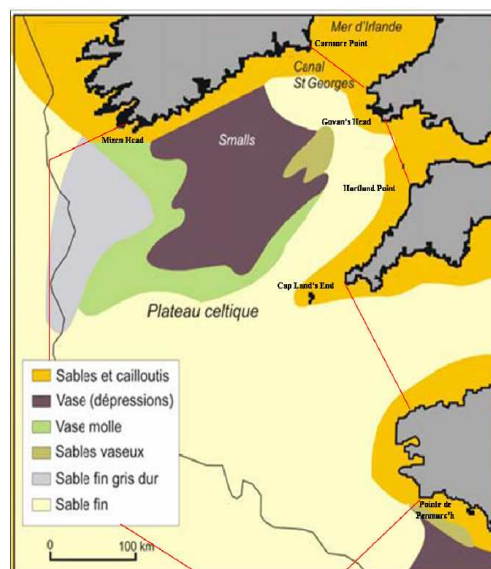 Mer d'Irlande
Carnsore Point
Canal
St Georges
Mizen Head
Smalls
Govan's Head
Hartland Point
Cap Land's End
Plateau celtique
Sables et cailloutis
Vase (dépressions)
Vase molle
Sables vaseux
Sable fin gris dur
Sable fin
Pointe de
Penmarc'h
0 100 km